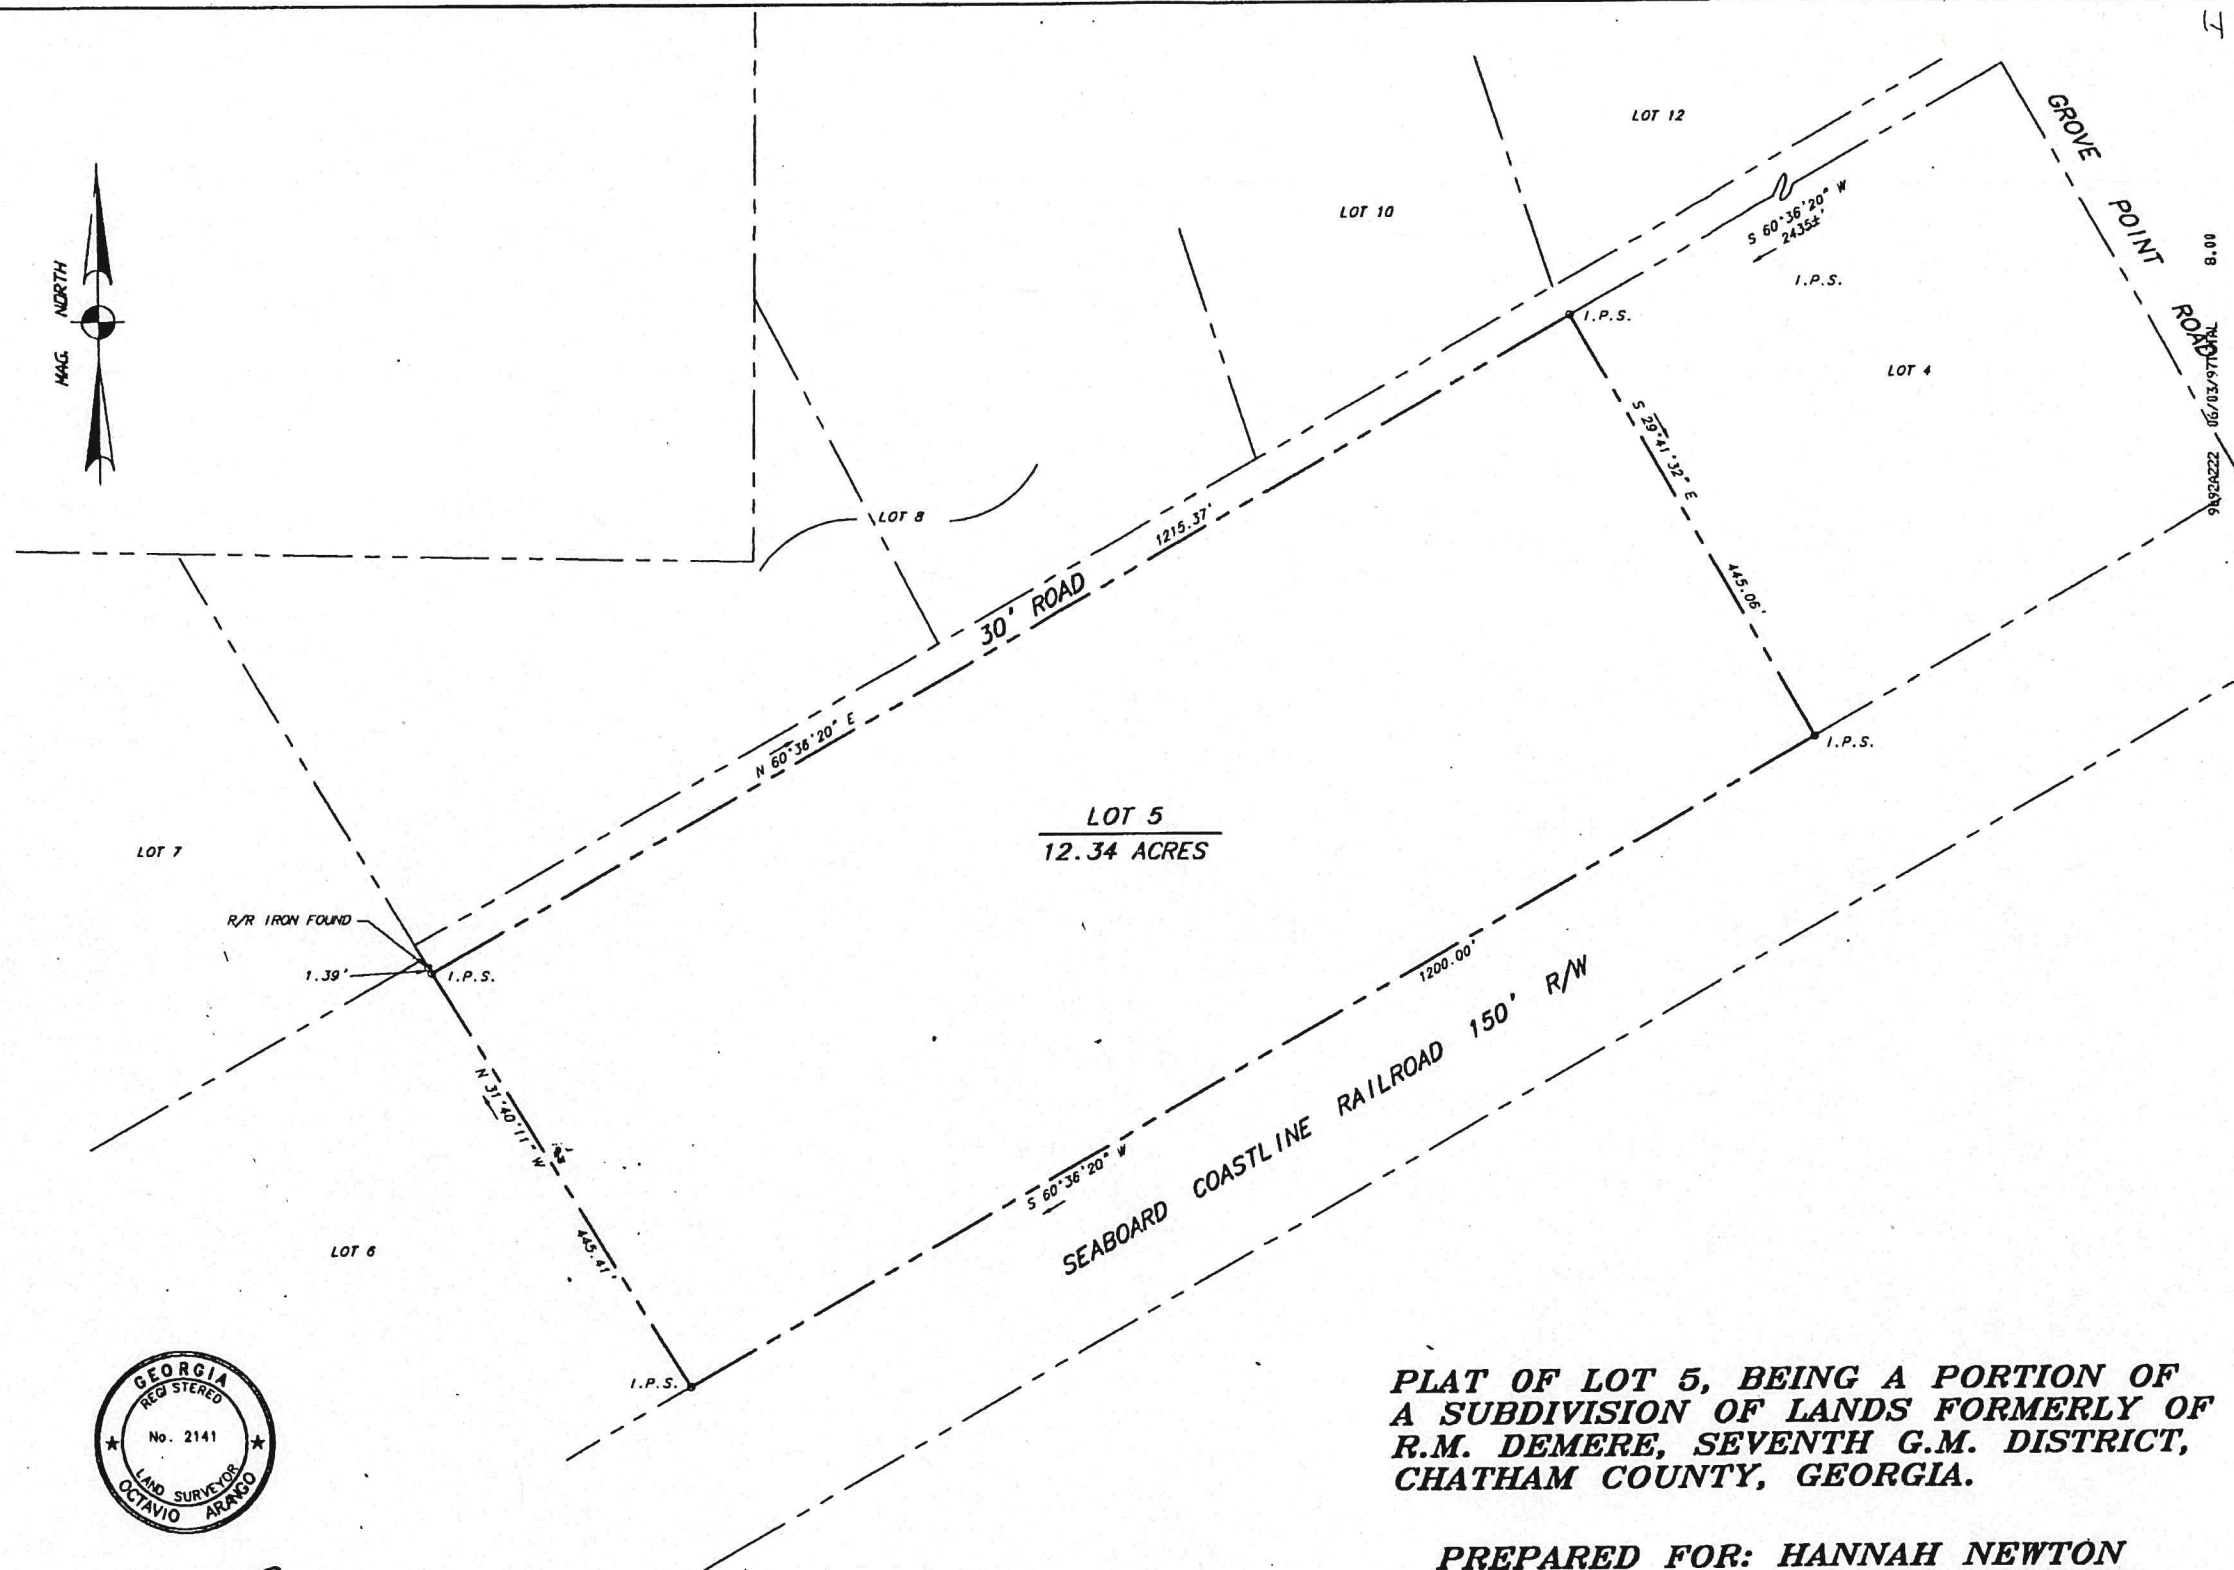 LOT 12
GROVE POINT ROAD
LOT 10
S 60°36'20" W
2435±'
I.P.S.
8.00
06/03/97TOTAL
MAG. NORTH
I.P.S.
LOT 4
S 29°41'32" E
445.06'
LOT 8
1215.37'
30' ROAD
N 60°36'20" E
I.P.S.
LOT 5
12.34 ACRES
LOT 7
R/R IRON FOUND
1.39'
I.P.S.
1200.00'
SEABOARD COASTLINE RAILROAD 150' R/W
N 31°40'11" W
445.41'
S 60°36'20" W
LOT 6
I.P.S.
GEORGIA
REGISTERED
No. 2141
LAND SURVEYOR
OCTAVIO ARANGO
PLAT OF LOT 5, BEING A PORTION OF
A SUBDIVISION OF LANDS FORMERLY OF
R.M. DEMERE, SEVENTH G.M. DISTRICT,
CHATHAM COUNTY, GEORGIA.
PREPARED FOR: HANNAH NEWTON